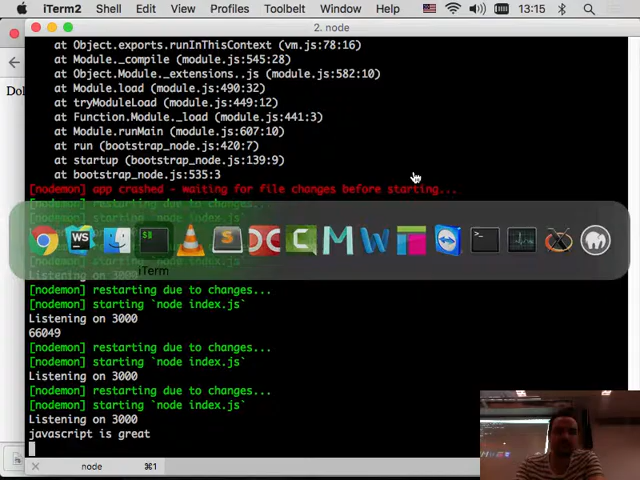 iTerm2 Shell Edit View Profiles Toolbelt Window Help 13:15
2. node
Dol
at Object.exports.runInThisContext (vm.js:78:16)
at Module._compile (module.js:545:28)
at Object.Module._extensions..js (module.js:582:10)
at Module.load (module.js:490:32)
at tryModuleLoad (module.js:449:12)
at Function.Module._load (module.js:441:3)
at Module.runMain (module.js:607:10)
at run (bootstrap_node.js:420:7)
at startup (bootstrap_node.js:139:9)
at bootstrap_node.js:535:3
[nodemon] app crashed - waiting for file changes before starting...
WS
$
S
C
M
W
>_
iTerm
[nodemon] restarting due to changes...
[nodemon] starting `node index.js`
Listening on 3000
66049
[nodemon] restarting due to changes...
[nodemon] starting `node index.js`
Listening on 3000
[nodemon] restarting due to changes...
[nodemon] starting `node index.js`
Listening on 3000
javascript is great
× node ⌘1